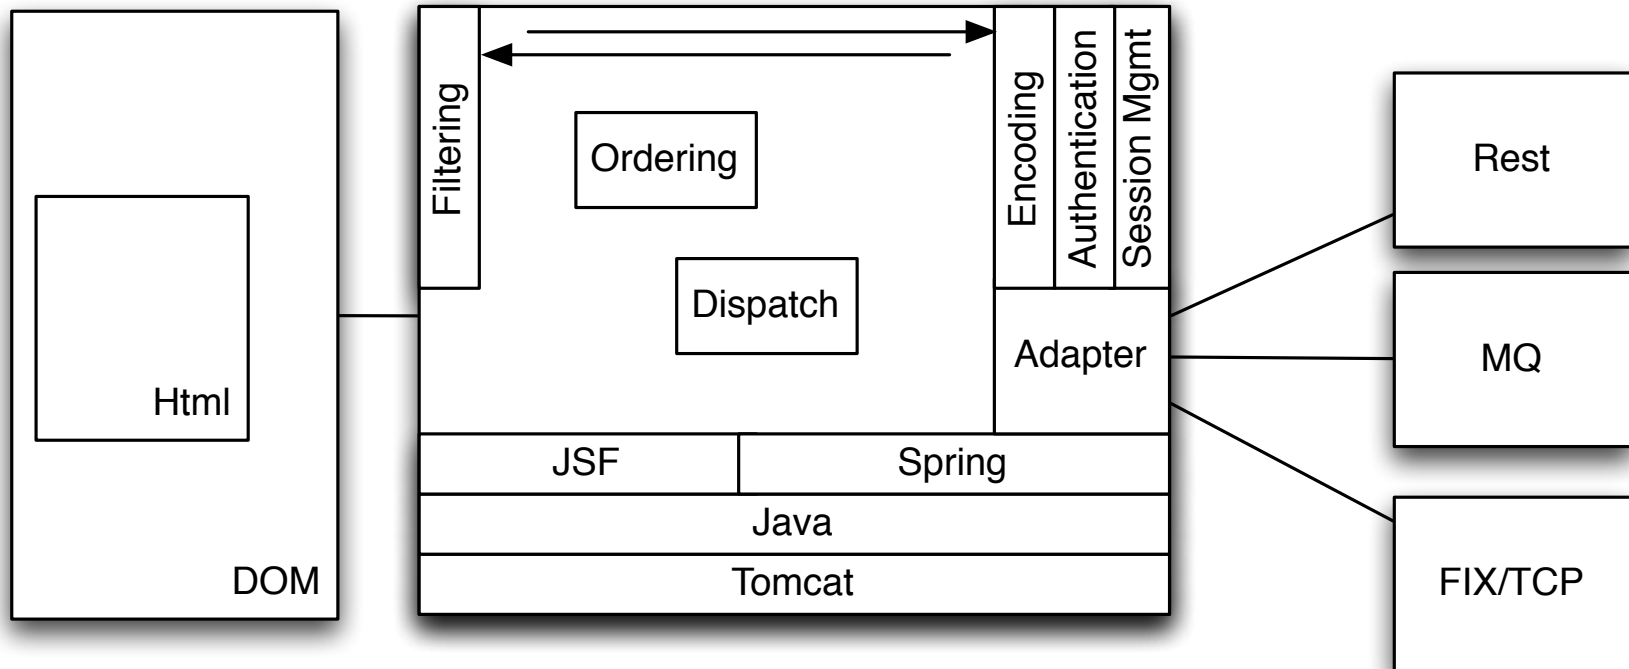 Html
DOM
Filtering
Ordering
Dispatch
Encoding
Authentication
Session Mgmt
Adapter
JSF
Spring
Java
Tomcat
Rest
MQ
FIX/TCP